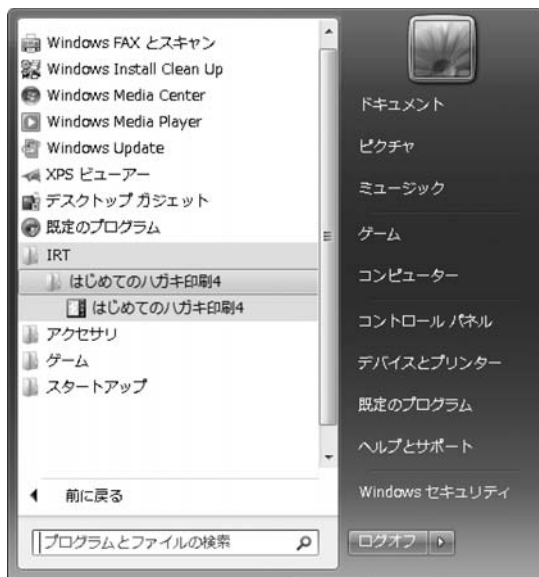 Windows FAX とスキャン
Windows Install Clean Up
Windows Media Center
Windows Media Player
Windows Update
XPS ビューアー
デスクトップ ガジェット
既定のプログラム
IRT
はじめてのハガキ印刷4
はじめてのハガキ印刷4
アクセサリ
ゲーム
スタートアップ
前に戻る
プログラムとファイルの検索
ドキュメント
ピクチャ
ミュージック
ゲーム
コンピューター
コントロール パネル
デバイスとプリンター
既定のプログラム
ヘルプとサポート
Windows セキュリティ
ログオフ